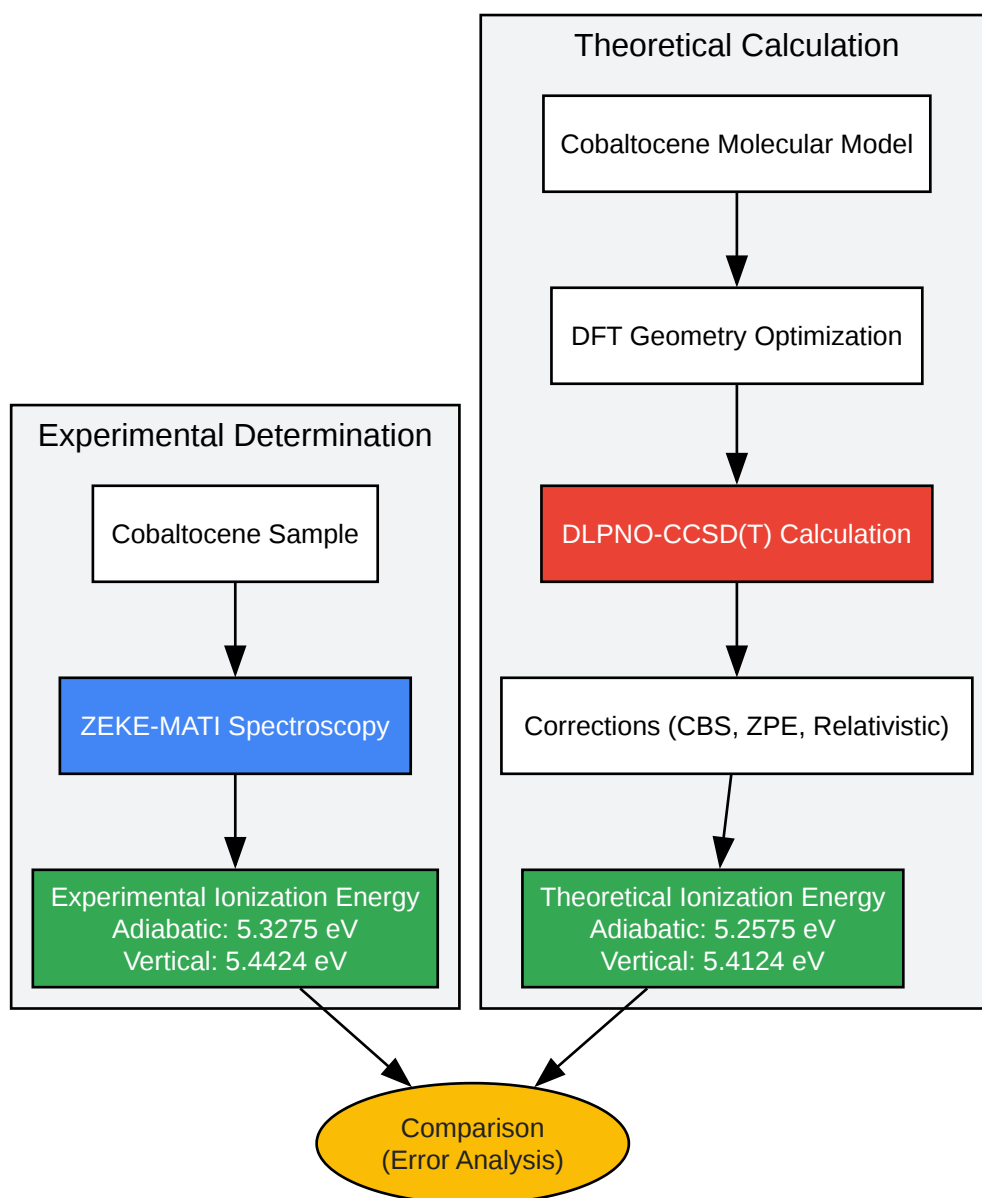 Theoretical Calculation
Cobaltocene Molecular Model
DFT Geometry Optimization
Experimental Determination
Cobaltocene Sample
DLPNO-CCSD(T) Calculation
ZEKE-MATI Spectroscopy
Corrections (CBS, ZPE, Relativistic)
Experimental Ionization Energy
Adiabatic: 5.3275 eV
Vertical: 5.4424 eV
Theoretical Ionization Energy
Adiabatic: 5.2575 eV
Vertical: 5.4124 eV
Comparison
(Error Analysis)